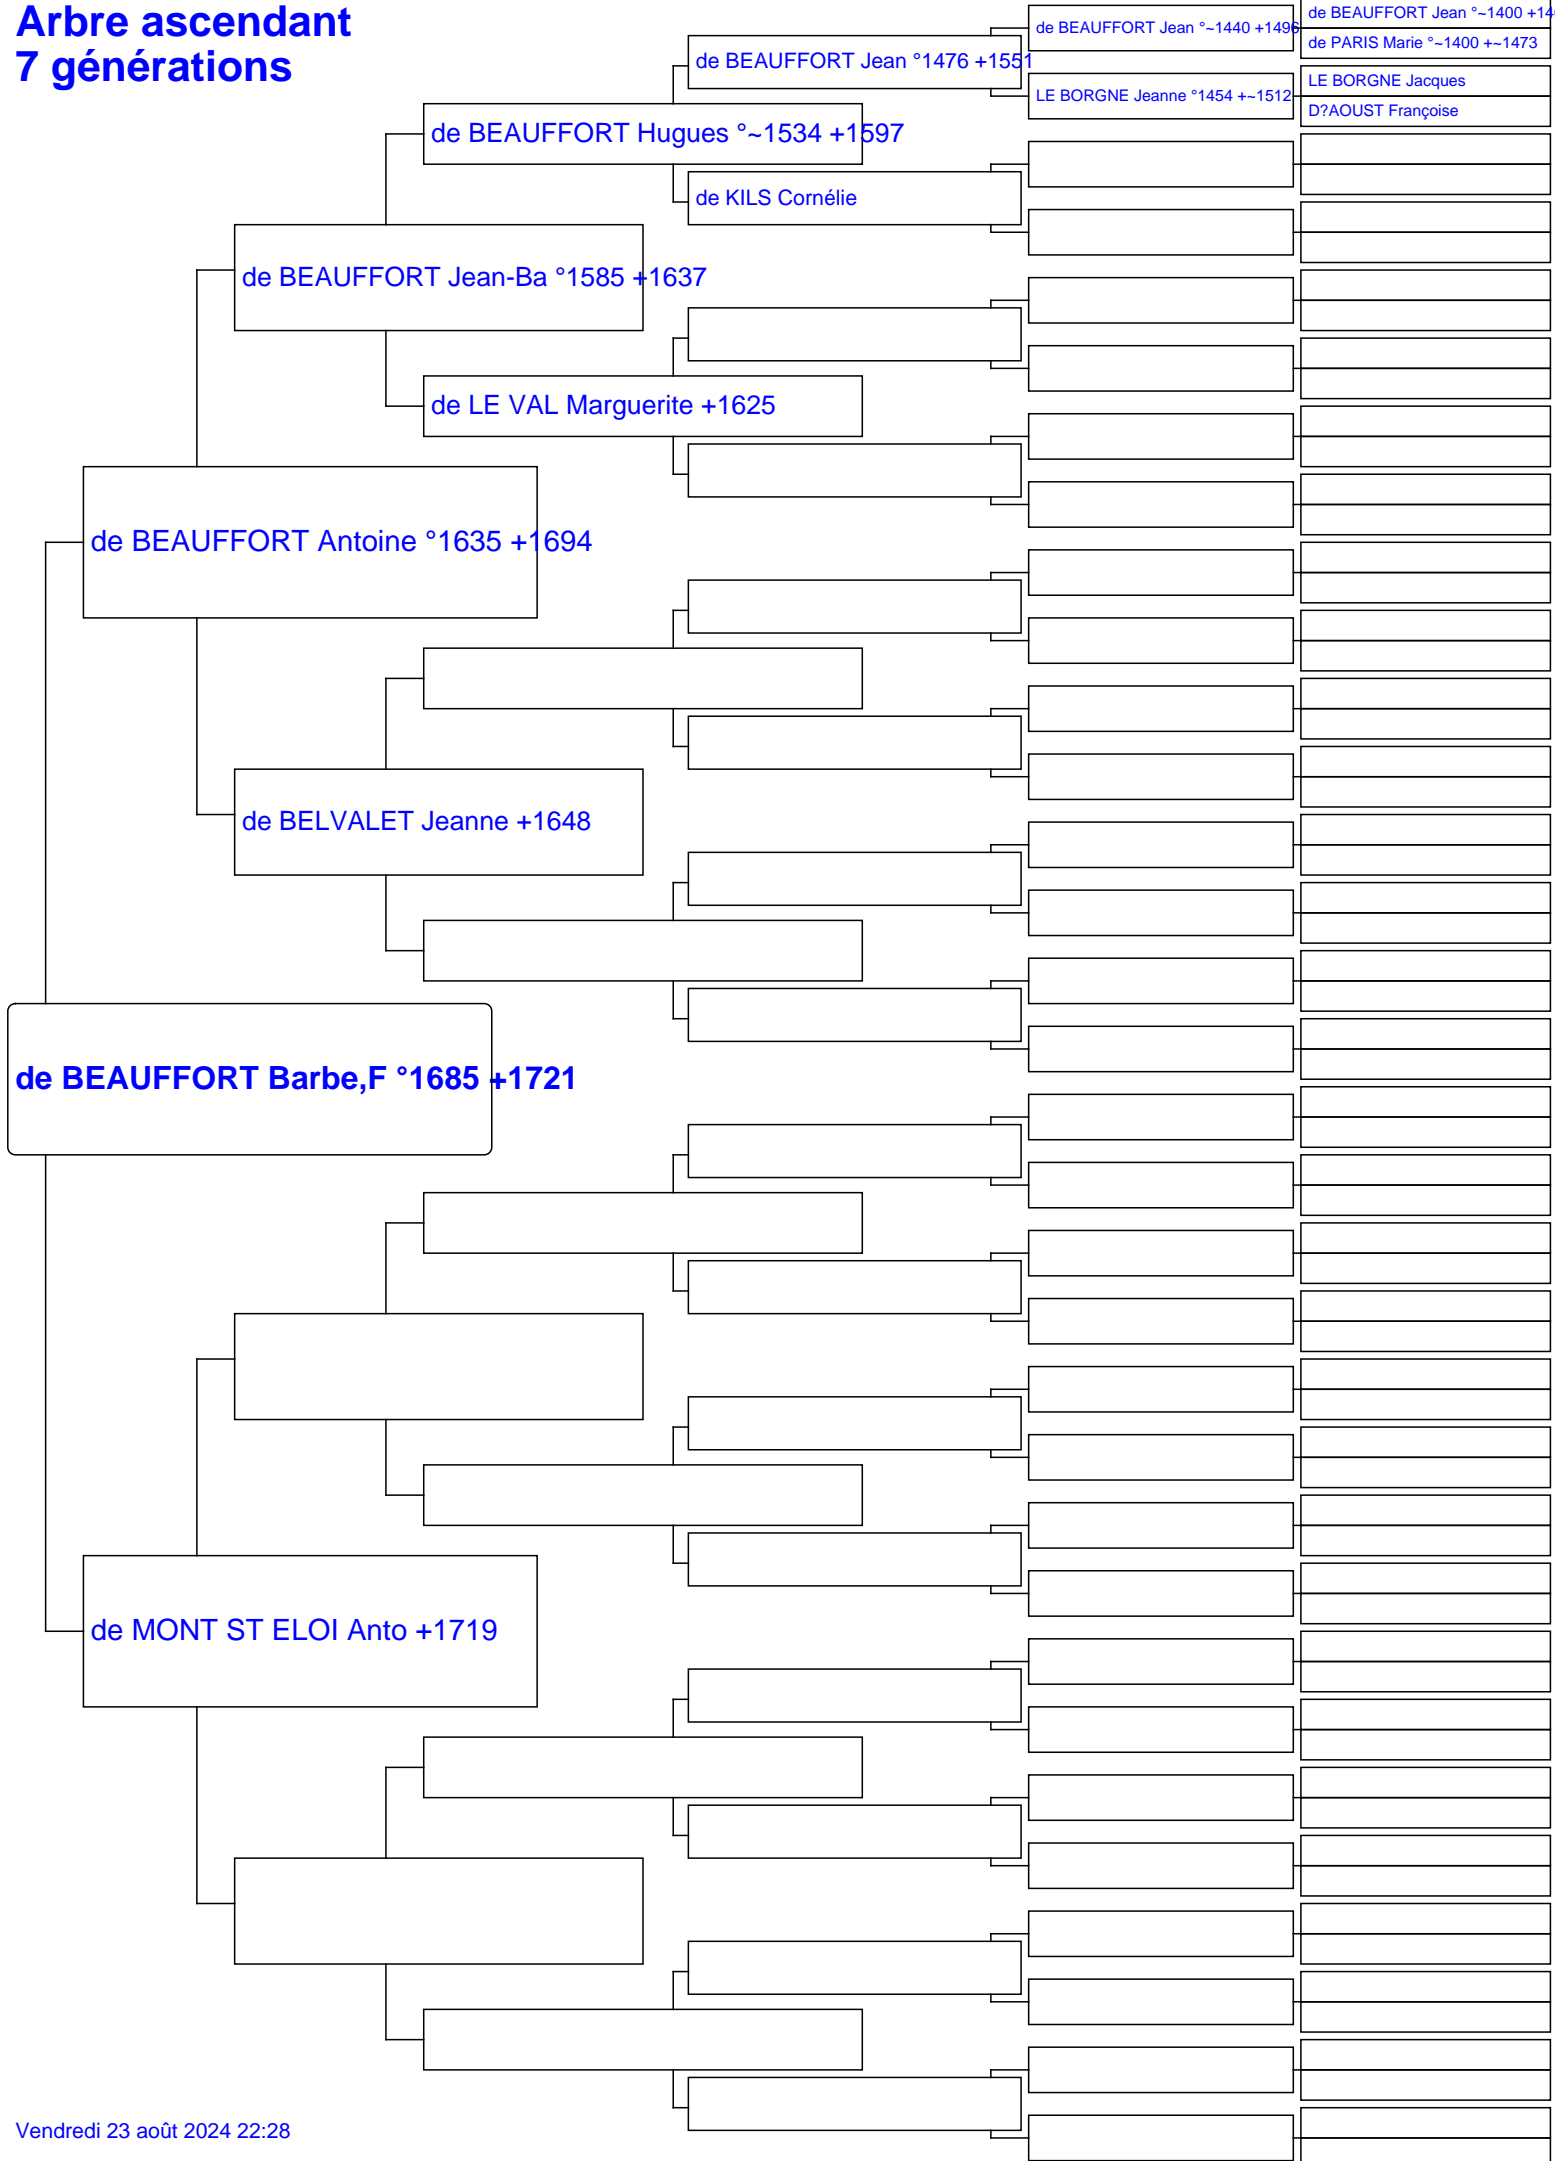 Arbre ascendant
7 générations
de BEAUFFORT Jean °~1400 +14
de BEAUFFORT Jean °~1440 +1496
de PARIS Marie °~1400 +~1473
de BEAUFFORT Jean °1476 +1551
LE BORGNE Jacques
LE BORGNE Jeanne °1454 +~1512
D?AOUST Françoise
de BEAUFFORT Hugues °~1534 +1597
de KILS Cornélie
de BEAUFFORT Jean-Ba °1585 +1637
de LE VAL Marguerite +1625
de BEAUFFORT Antoine °1635 +1694
de BELVALET Jeanne +1648
de BEAUFFORT Barbe,F °1685 +1721
de MONT ST ELOI Anto +1719
Vendredi 23 août 2024 22:28